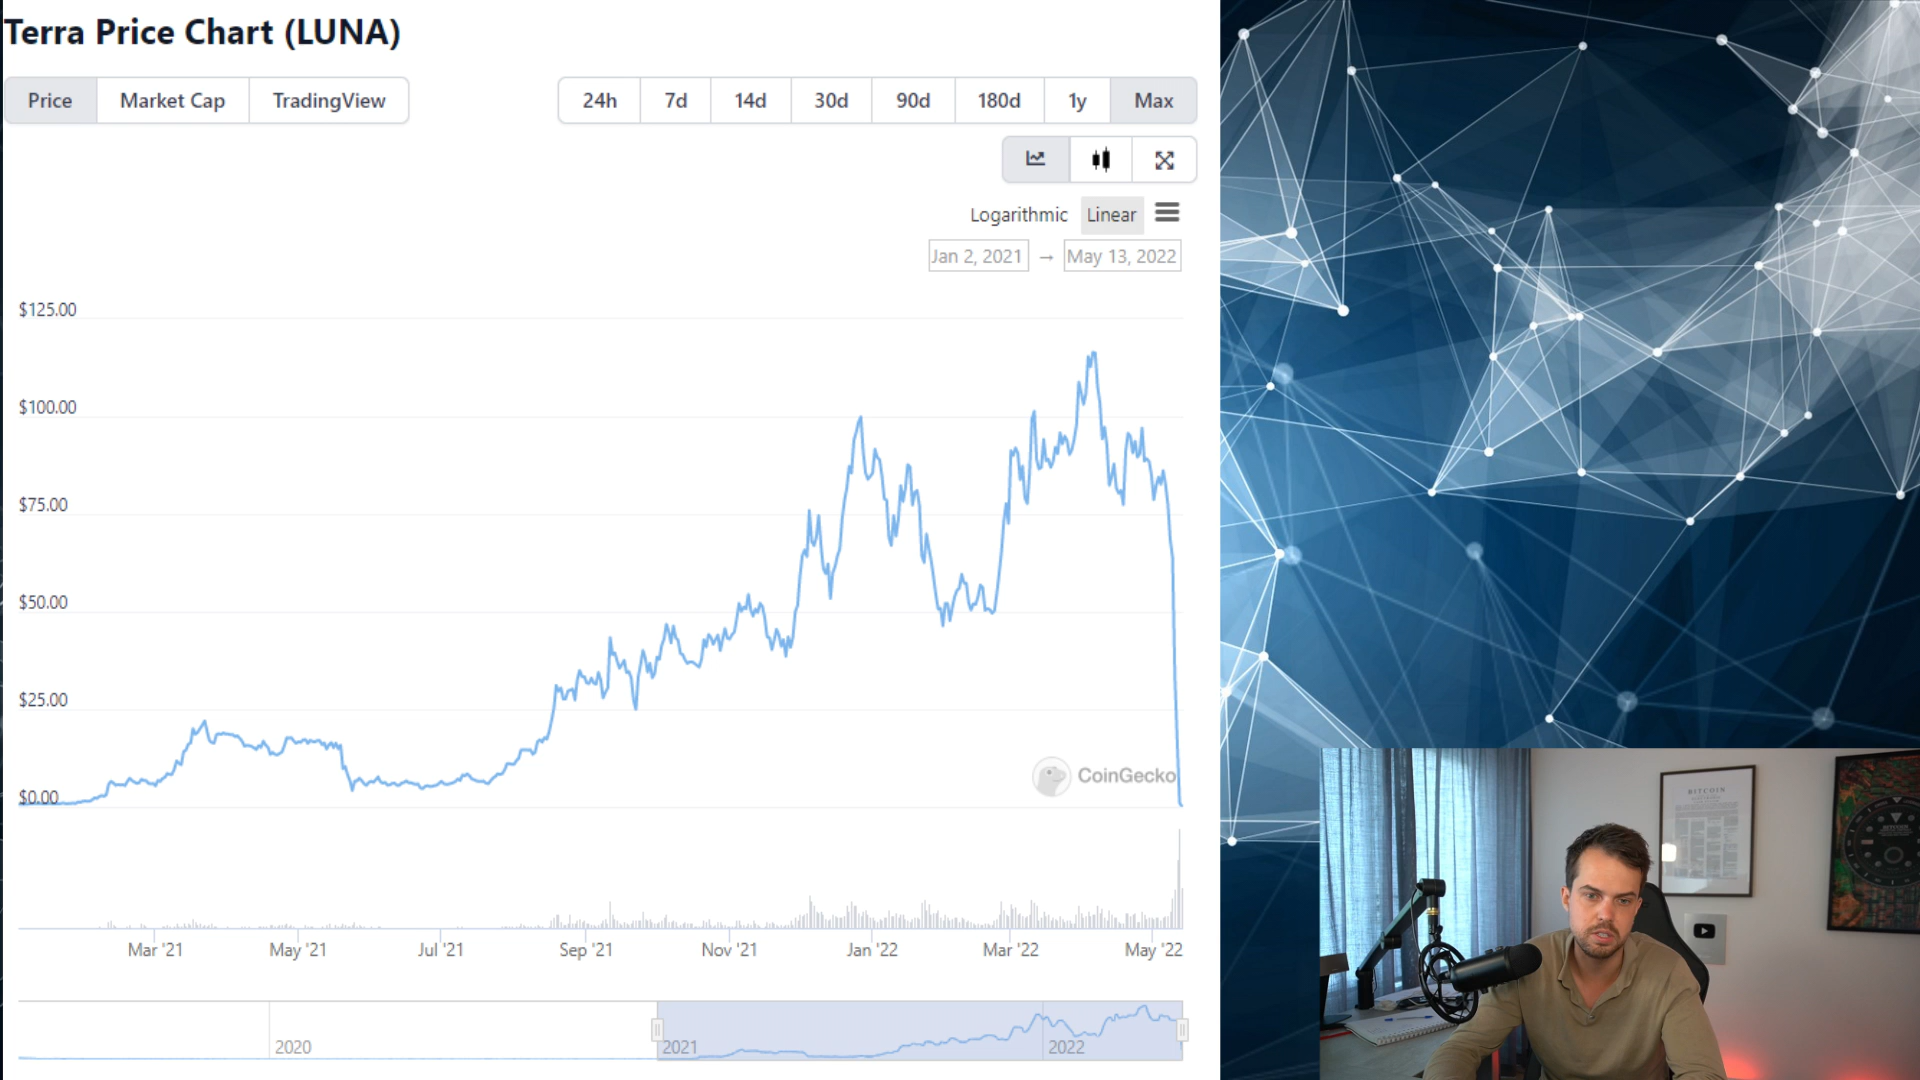 Terra Price Chart (LUNA)
Price Market Cap TradingView
24h 7d 14d 30d 90d 180d 1y Max
Logarithmic Linear
Jan 2, 2021 → May 13, 2022
$125.00
$100.00
$75.00
$50.00
$25.00
$0.00
CoinGecko
Mar '21 May '21 Jul '21 Sep '21 Nov '21 Jan '22 Mar '22 May '22
2020 2021 2022
BITCOIN